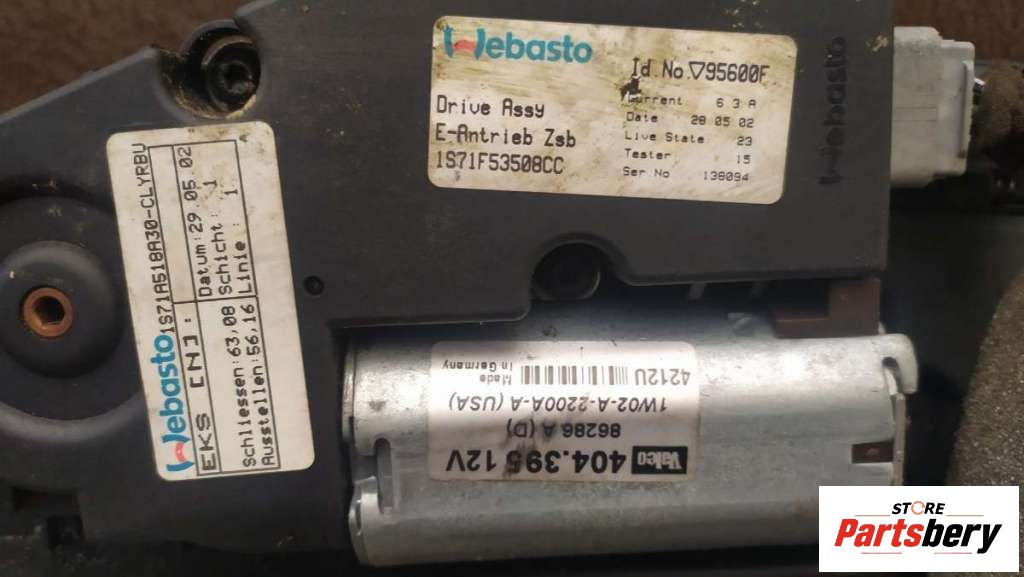 Webasto
Id.No.▽95600F
Drive Assy
E-Antrieb Zsb
1S71F53508CC
Current 6 3 A
Date 28 05 02
Live State 23
Tester 15
Ser.No 138094
Webasto
Webasto
1S71A518A30-CLYRBU
EKS [N]:
Datum:29.05.02
Schicht: 1
Linie : 1
A
Schliessen:63,08
Ausstellen:56,16
Valeo 404.395 12V
86286 A (D)
1W02-A-2200A-A (USA)
Made
In Germany
4212U
STORE
Partsbery